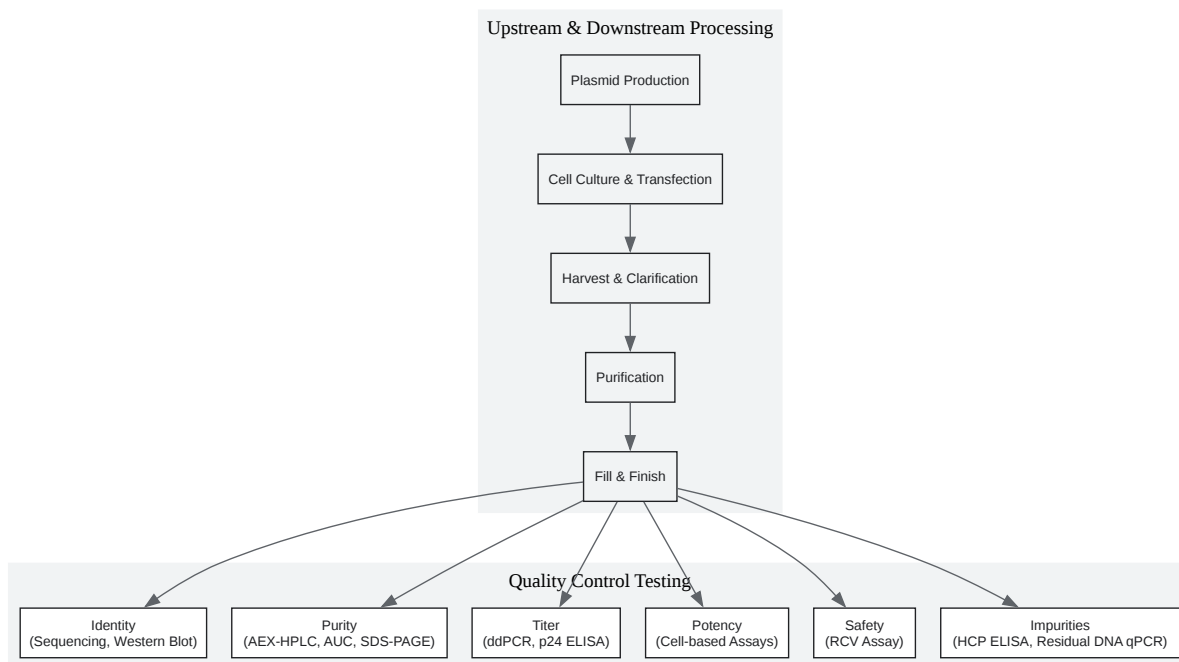 Upstream & Downstream Processing
Plasmid Production
Cell Culture & Transfection
Harvest & Clarification
Purification
Fill & Finish
Quality Control Testing
Identity
(Sequencing, Western Blot)
Purity
(AEX-HPLC, AUC, SDS-PAGE)
Titer
(ddPCR, p24 ELISA)
Potency
(Cell-based Assays)
Safety
(RCV Assay)
Impurities
(HCP ELISA, Residual DNA qPCR)